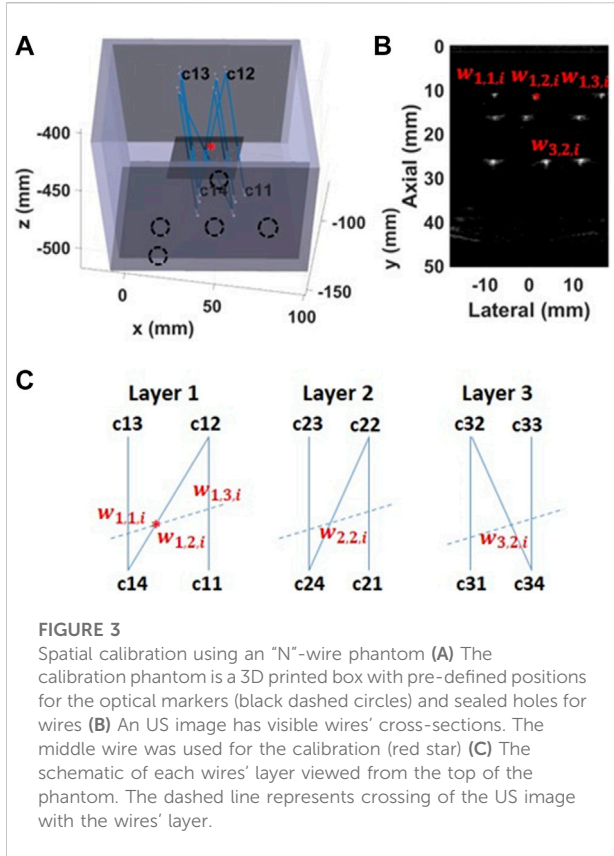 A
c13 c12
-400
-450
-500
z (mm)
c14 c11
0
50
100
x (mm)
-100
-150
y (mm)
B
0
10
20
30
40
50
Axial (mm)
w1,1,i w1,2,i w1,3,i
w3,2,i
-10 0 10
Lateral (mm)
C
Layer 1 Layer 2 Layer 3
c13 c12 c23 c22 c32 c33
w1,3,i
w1,1,i
w1,2,i w2,2,i w3,2,i
c14 c11 c24 c21 c31 c34
FIGURE 3
Spatial calibration using an "N"-wire phantom (A) The
calibration phantom is a 3D printed box with pre-defined positions
for the optical markers (black dashed circles) and sealed holes for
wires (B) An US image has visible wires' cross-sections. The
middle wire was used for the calibration (red star) (C) The
schematic of each wires' layer viewed from the top of the
phantom. The dashed line represents crossing of the US image
with the wires' layer.